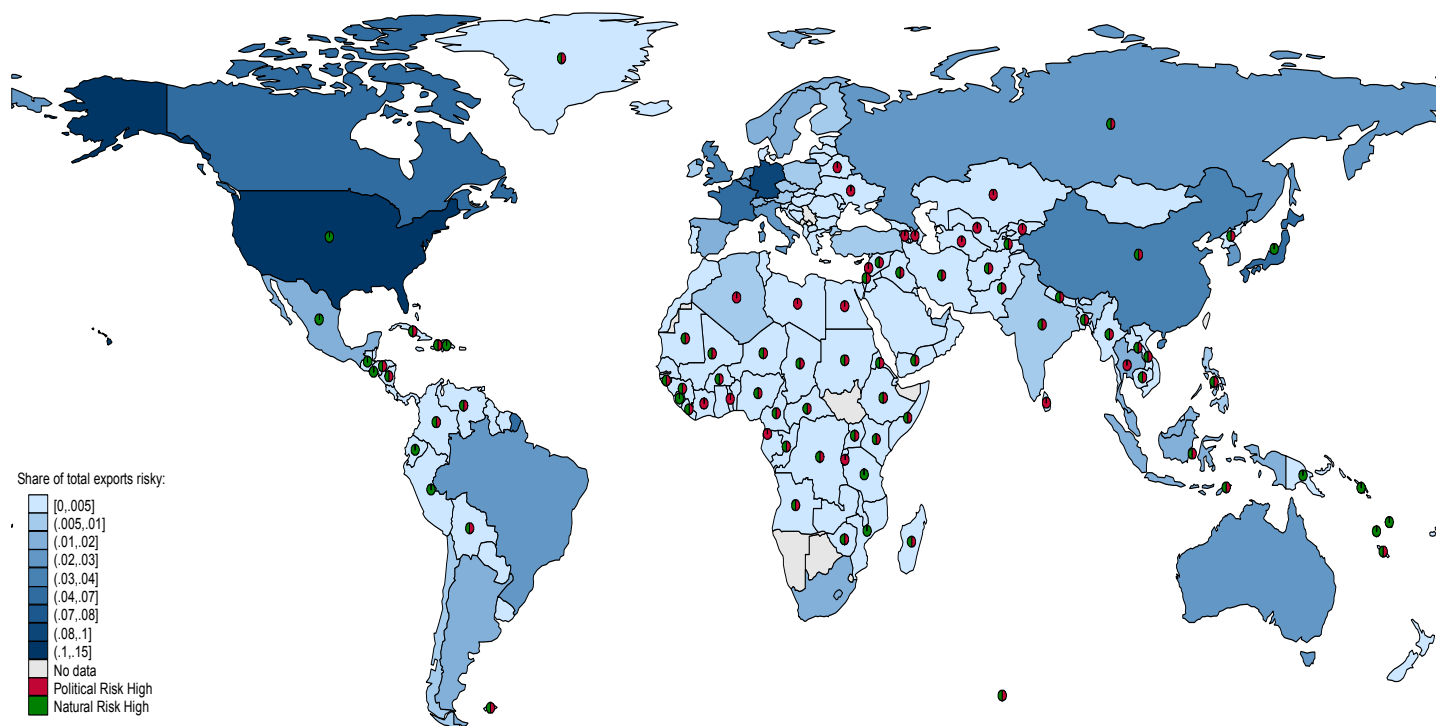 Share of total exports risky:
[0,.005]
(.005,.01]
(.01,.02]
(.02,.03]
(.03,.04]
(.04,.07]
(.07,.08]
(.08,.1]
(.1,.15]
No data
Political Risk High
Natural Risk High